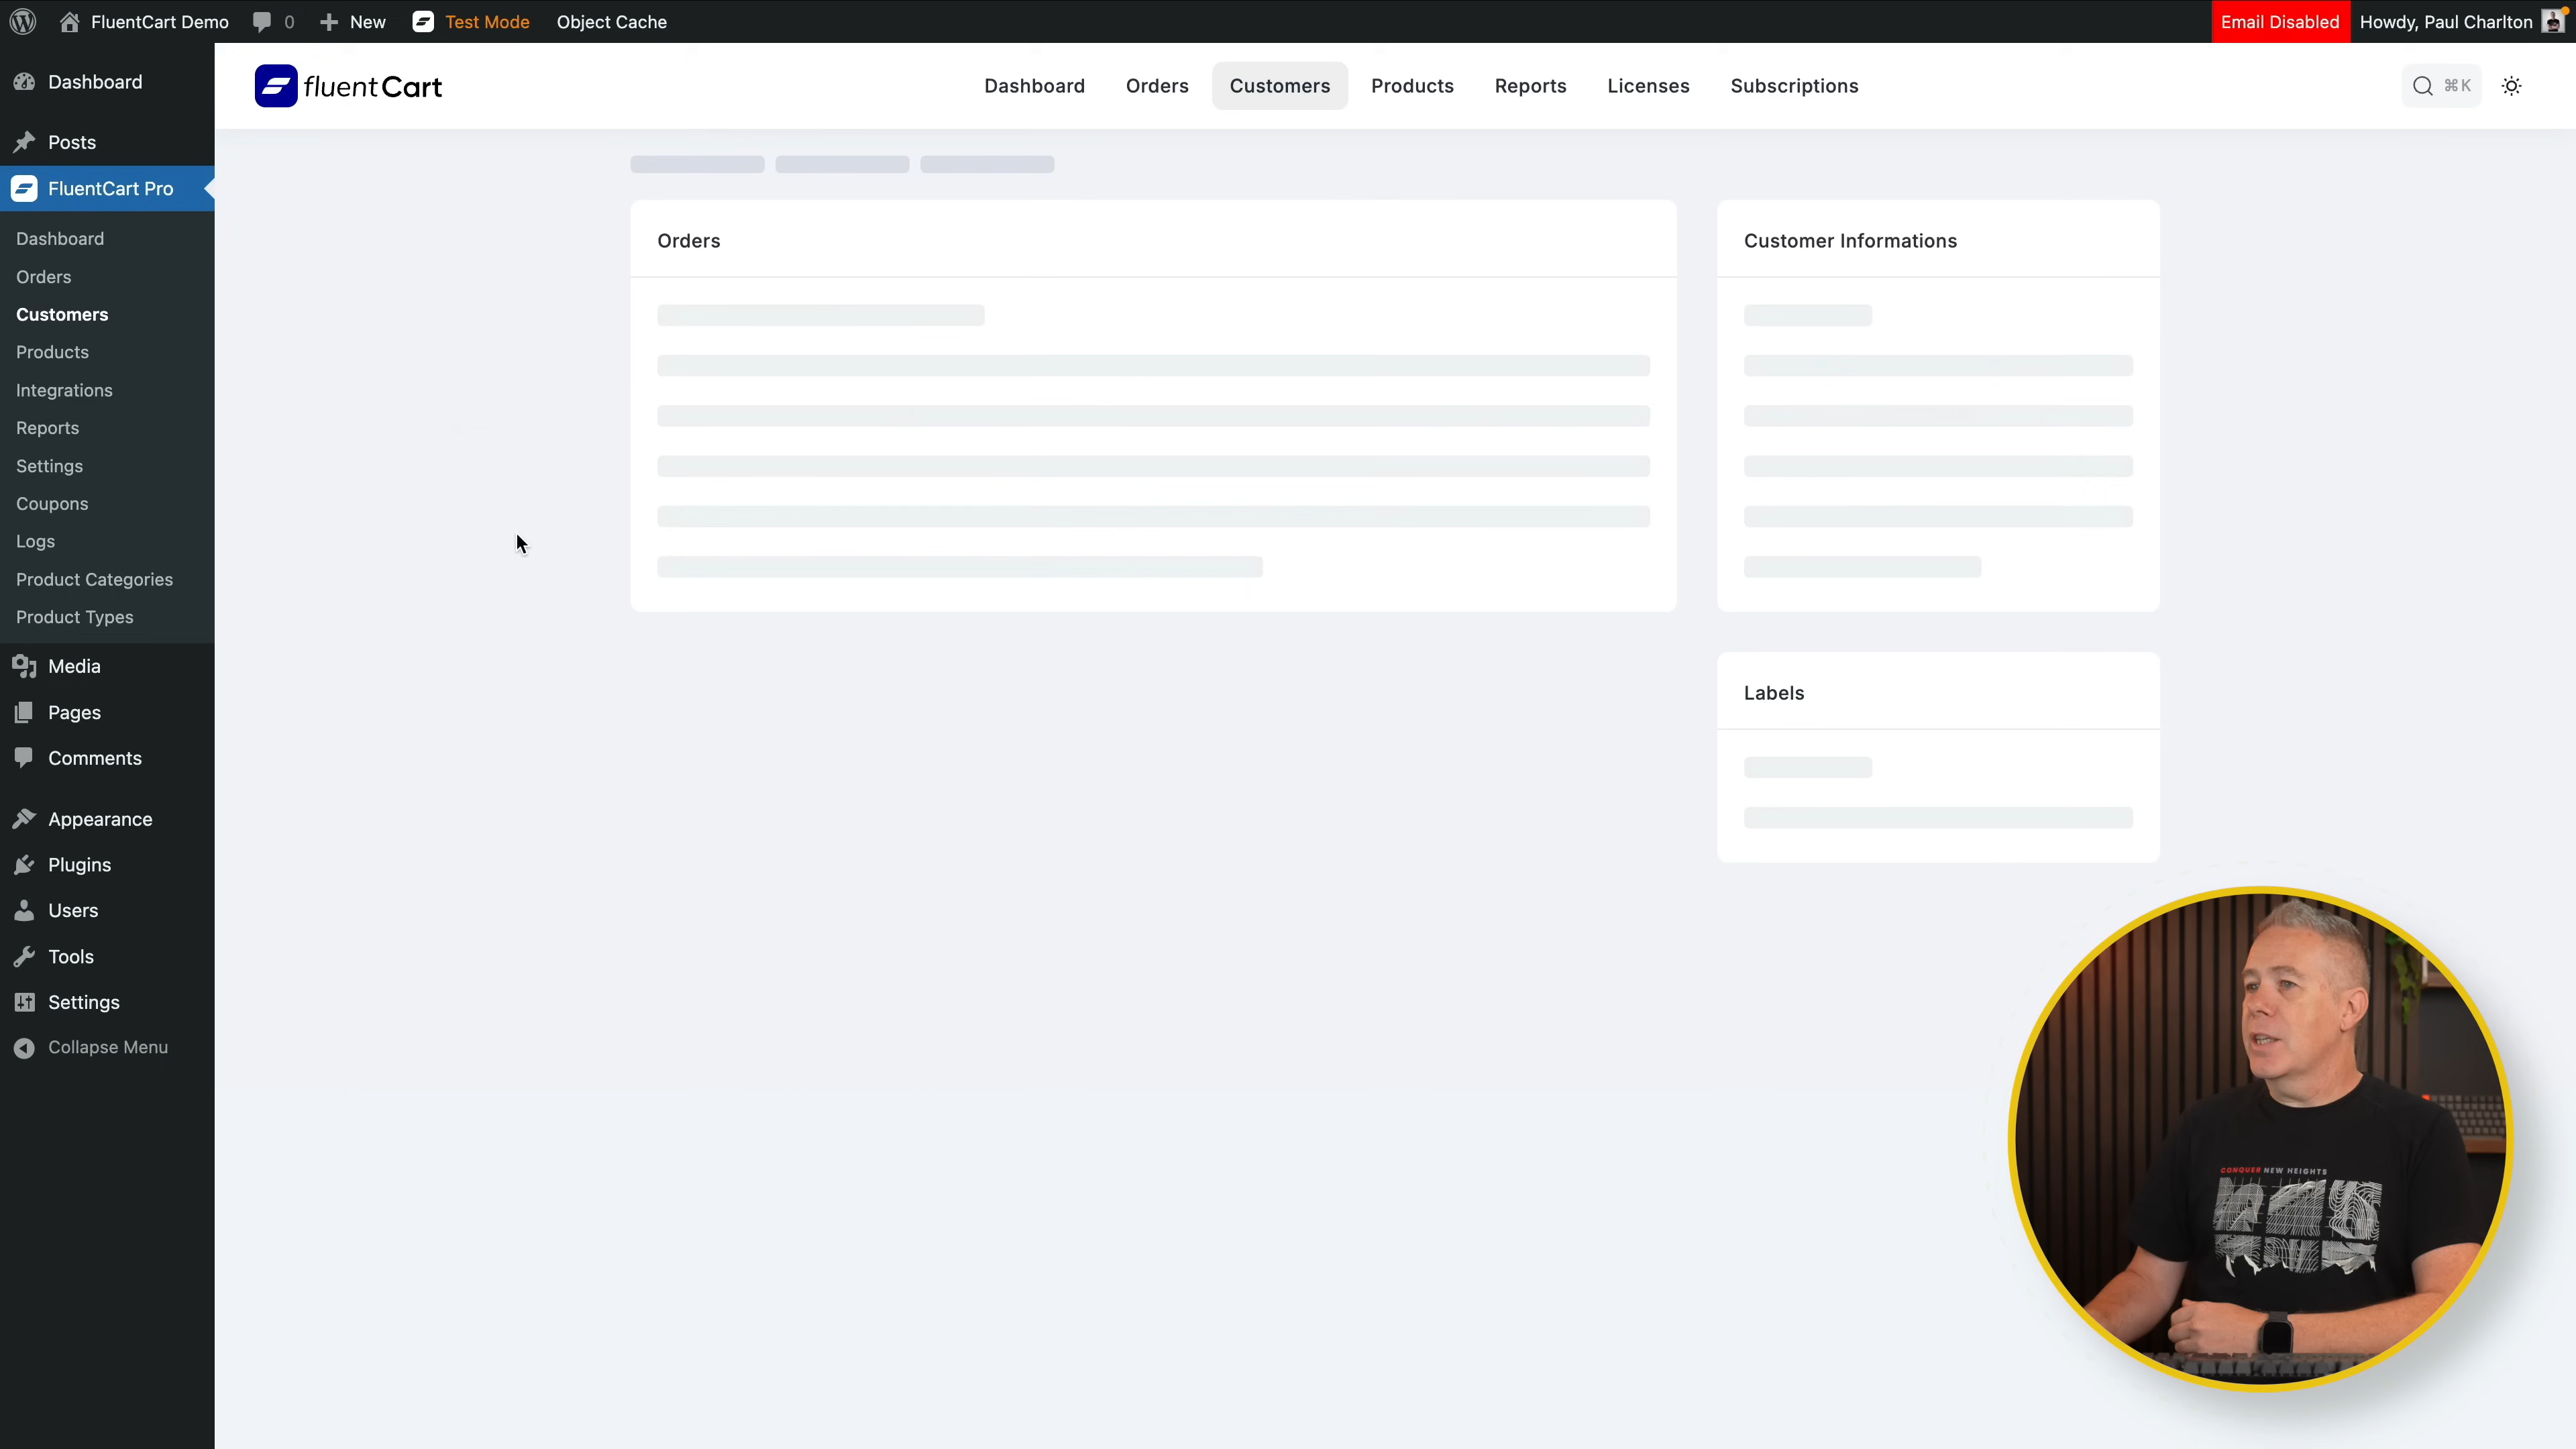 FluentCart Demo 0 New Test Mode Object Cache Email Disabled Howdy, Paul Charlton
fluentCart Dashboard Orders Customers Products Reports Licenses Subscriptions ⌘K
Dashboard
Posts
FluentCart Pro
Dashboard
Orders
Customers
Products
Integrations
Reports
Settings
Coupons
Logs
Product Categories
Product Types
Media
Pages
Comments
Appearance
Plugins
Users
Tools
Settings
Collapse Menu
Orders
Customer Informations
Labels
CONQUER NEW HEIGHTS